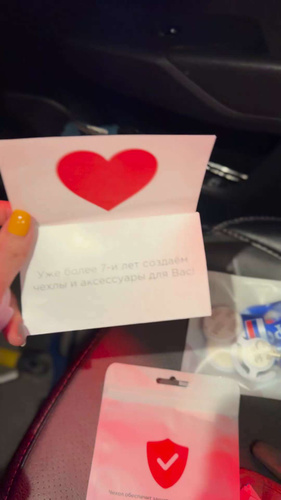 Уже более 7-и лет создаём
чехлы и аксессуары для Вас!